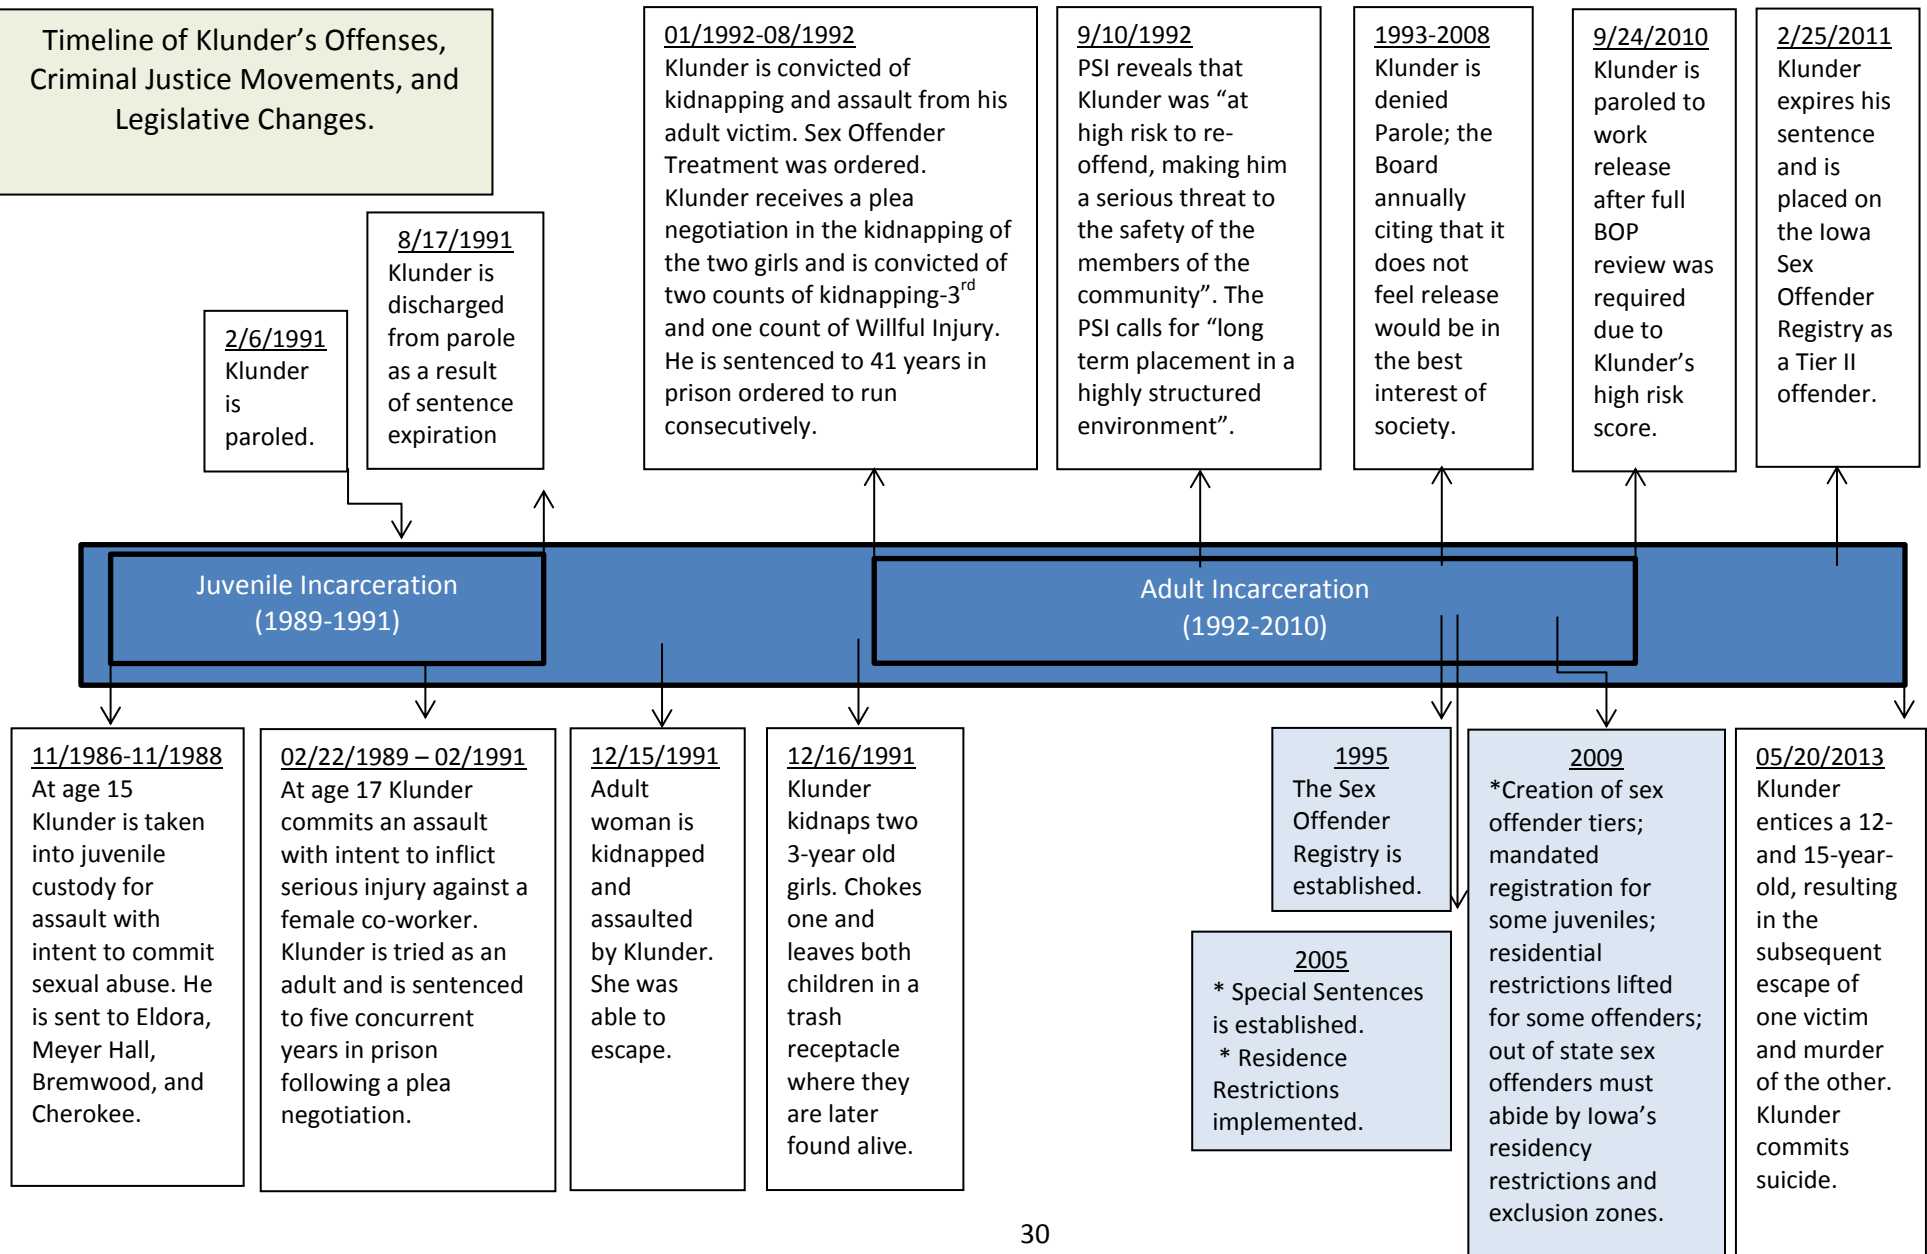 Timeline of Klunder’s Offenses,
Criminal Justice Movements, and
Legislative Changes.
2/6/1991
Klunder
is
paroled.
8/17/1991
Klunder is
discharged
from parole
as a result
of sentence
expiration
01/1992-08/1992
Klunder is convicted of
kidnapping and assault from his
adult victim. Sex Offender
Treatment was ordered.
Klunder receives a plea
negotiation in the kidnapping of
the two girls and is convicted of
two counts of kidnapping-3rd
and one count of Willful Injury.
He is sentenced to 41 years in
prison ordered to run
consecutively.
9/10/1992
PSI reveals that
Klunder was “at
high risk to re-
offend, making him
a serious threat to
the safety of the
members of the
community”. The
PSI calls for “long
term placement in a
highly structured
environment”.
1993-2008
Klunder is
denied
Parole; the
Board
annually
citing that it
does not
feel release
would be in
the best
interest of
society.
9/24/2010
Klunder is
paroled to
work
release
after full
BOP
review was
required
due to
Klunder’s
high risk
score.
2/25/2011
Klunder
expires his
sentence
and is
placed on
the Iowa
Sex
Offender
Registry as
a Tier II
offender.
Juvenile Incarceration
(1989-1991)
Adult Incarceration
(1992-2010)
11/1986-11/1988
At age 15
Klunder is taken
into juvenile
custody for
assault with
intent to commit
sexual abuse. He
is sent to Eldora,
Meyer Hall,
Bremwood, and
Cherokee.
02/22/1989 – 02/1991
At age 17 Klunder
commits an assault
with intent to inflict
serious injury against a
female co-worker.
Klunder is tried as an
adult and is sentenced
to five concurrent
years in prison
following a plea
negotiation.
12/15/1991
Adult
woman is
kidnapped
and
assaulted
by Klunder.
She was
able to
escape.
12/16/1991
Klunder
kidnaps two
3-year old
girls. Chokes
one and
leaves both
children in a
trash
receptacle
where they
are later
found alive.
1995
The Sex
Offender
Registry is
established.
2005
* Special Sentences
is established.
* Residence
Restrictions
implemented.
2009
*Creation of sex
offender tiers;
mandated
registration for
some juveniles;
residential
restrictions lifted
for some offenders;
out of state sex
offenders must
abide by Iowa’s
residency
restrictions and
exclusion zones.
05/20/2013
Klunder
entices a 12-
and 15-year-
old, resulting
in the
subsequent
escape of
one victim
and murder
of the other.
Klunder
commits
suicide.
30